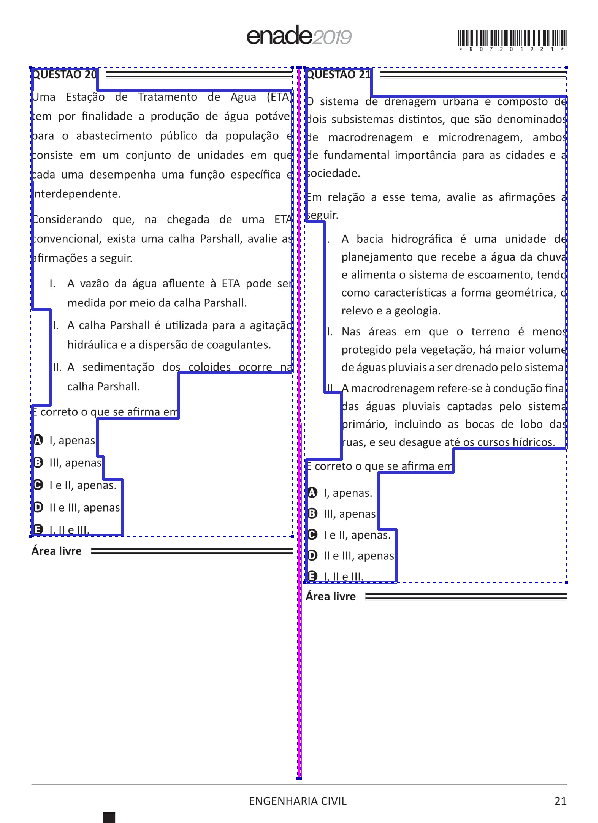 enade2019
QUESTÃO 20
Uma Estação de Tratamento de Água (ETA)
tem por finalidade a produção de água potável
para o abastecimento público da população e
consiste em um conjunto de unidades em que
cada uma desempenha uma função específica e
interdependente.
Considerando que, na chegada de uma ETA
convencional, exista uma calha Parshall, avalie as
afirmações a seguir.
I. A vazão da água afluente à ETA pode ser
medida por meio da calha Parshall.
II. A calha Parshall é utilizada para a agitação
hidráulica e a dispersão de coagulantes.
III. A sedimentação dos coloides ocorre na
calha Parshall.
É correto o que se afirma em
A I, apenas.
B III, apenas.
C I e II, apenas.
D II e III, apenas.
E I, II e III.
Área livre
QUESTÃO 21
O sistema de drenagem urbana é composto de
dois subsistemas distintos, que são denominados
de macrodrenagem e microdrenagem, ambos
de fundamental importância para as cidades e a
sociedade.
Em relação a esse tema, avalie as afirmações a
seguir.
I. A bacia hidrográfica é uma unidade de
planejamento que recebe a água da chuva
e alimenta o sistema de escoamento, tendo
como características a forma geométrica, o
relevo e a geologia.
II. Nas áreas em que o terreno é menos
protegido pela vegetação, há maior volume
de águas pluviais a ser drenado pelo sistema.
III. A macrodrenagem refere-se à condução final
das águas pluviais captadas pelo sistema
primário, incluindo as bocas de lobo das
ruas, e seu desague até os cursos hídricos.
É correto o que se afirma em
A I, apenas.
B III, apenas.
C I e II, apenas.
D II e III, apenas.
E I, II e III.
Área livre
ENGENHARIA CIVIL
21